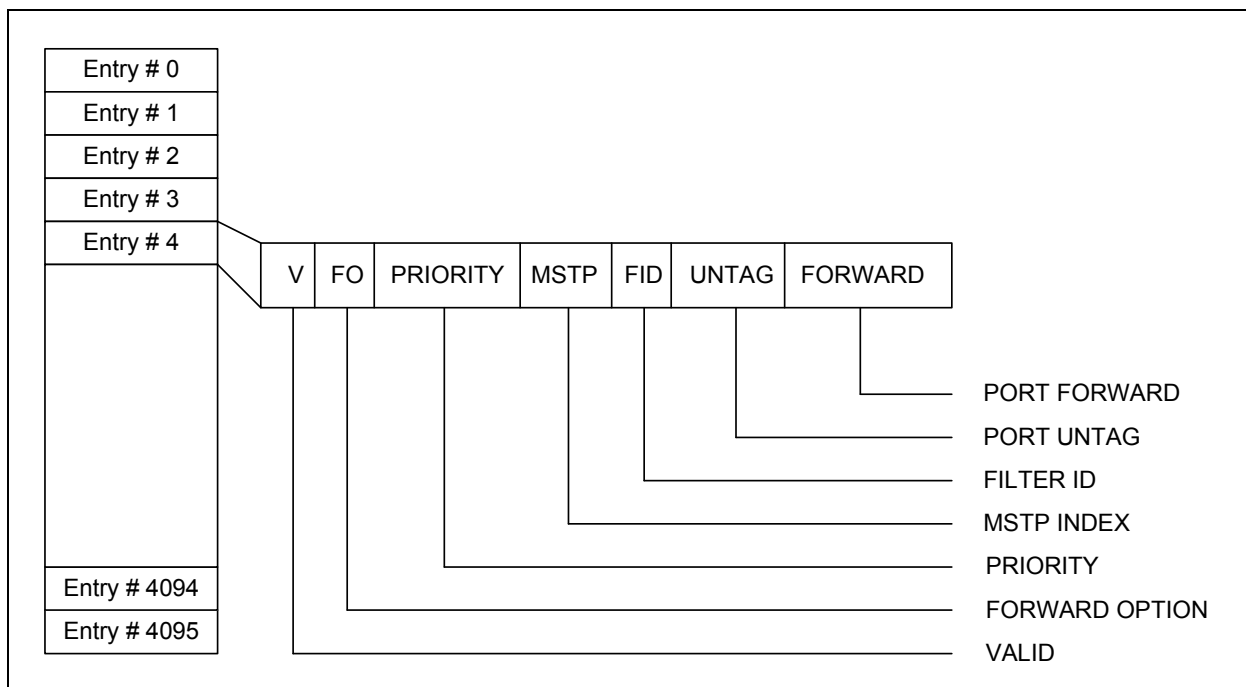 Entry # 0
Entry # 1
Entry # 2
Entry # 3
Entry # 4
V FO PRIORITY MSTP FID UNTAG FORWARD
PORT FORWARD
PORT UNTAG
FILTER ID
MSTP INDEX
PRIORITY
FORWARD OPTION
VALID
Entry # 4094
Entry # 4095